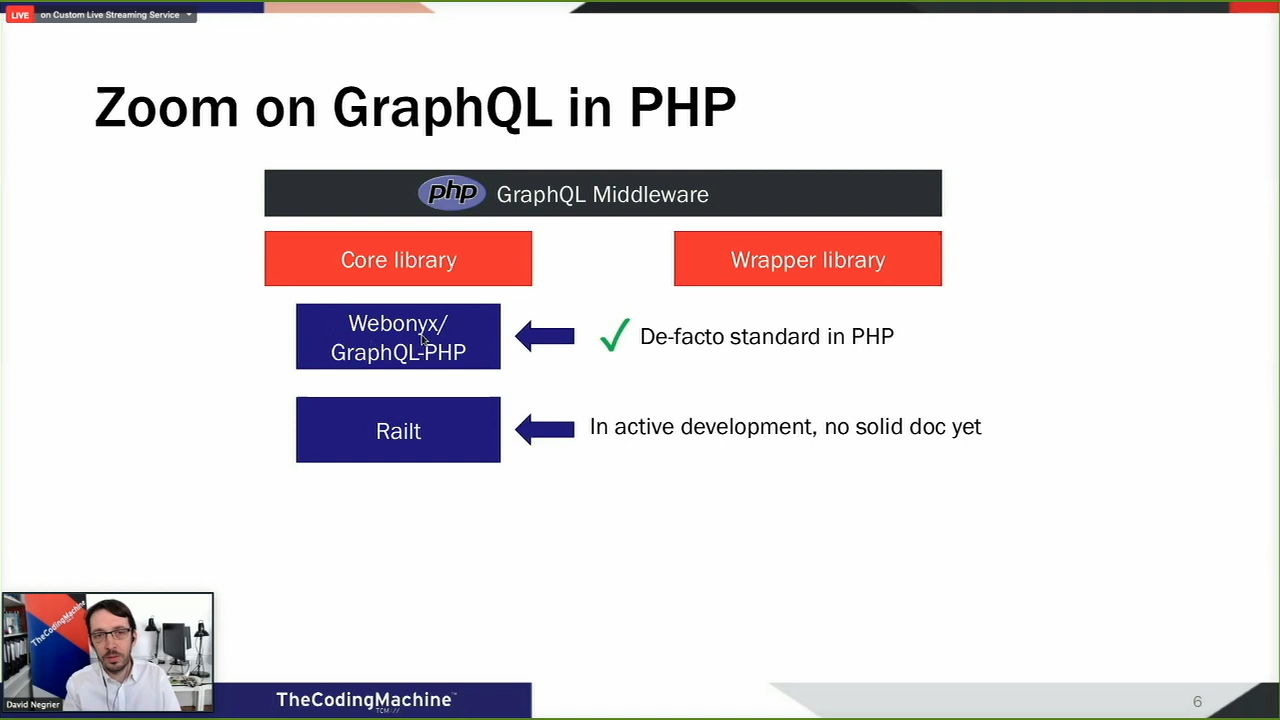 LIVE on Custom Live Streaming Service
Zoom on GraphQL in PHP
php GraphQL Middleware
Core library
Wrapper library
Webonyx/
GraphQL-PHP
De-facto standard in PHP
Railt
In active development, no solid doc yet
TheCodingMachine
David Negrier
TheCodingMachine™
TCM //
6